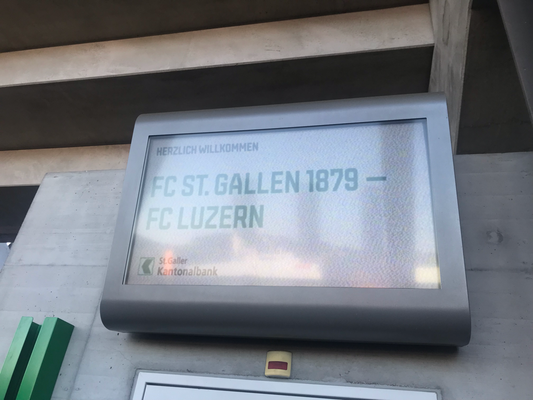 HERZLICH WILLKOMMEN
FC ST. GALLEN 1879 –
FC LUZERN
St.Galler
Kantonalbank